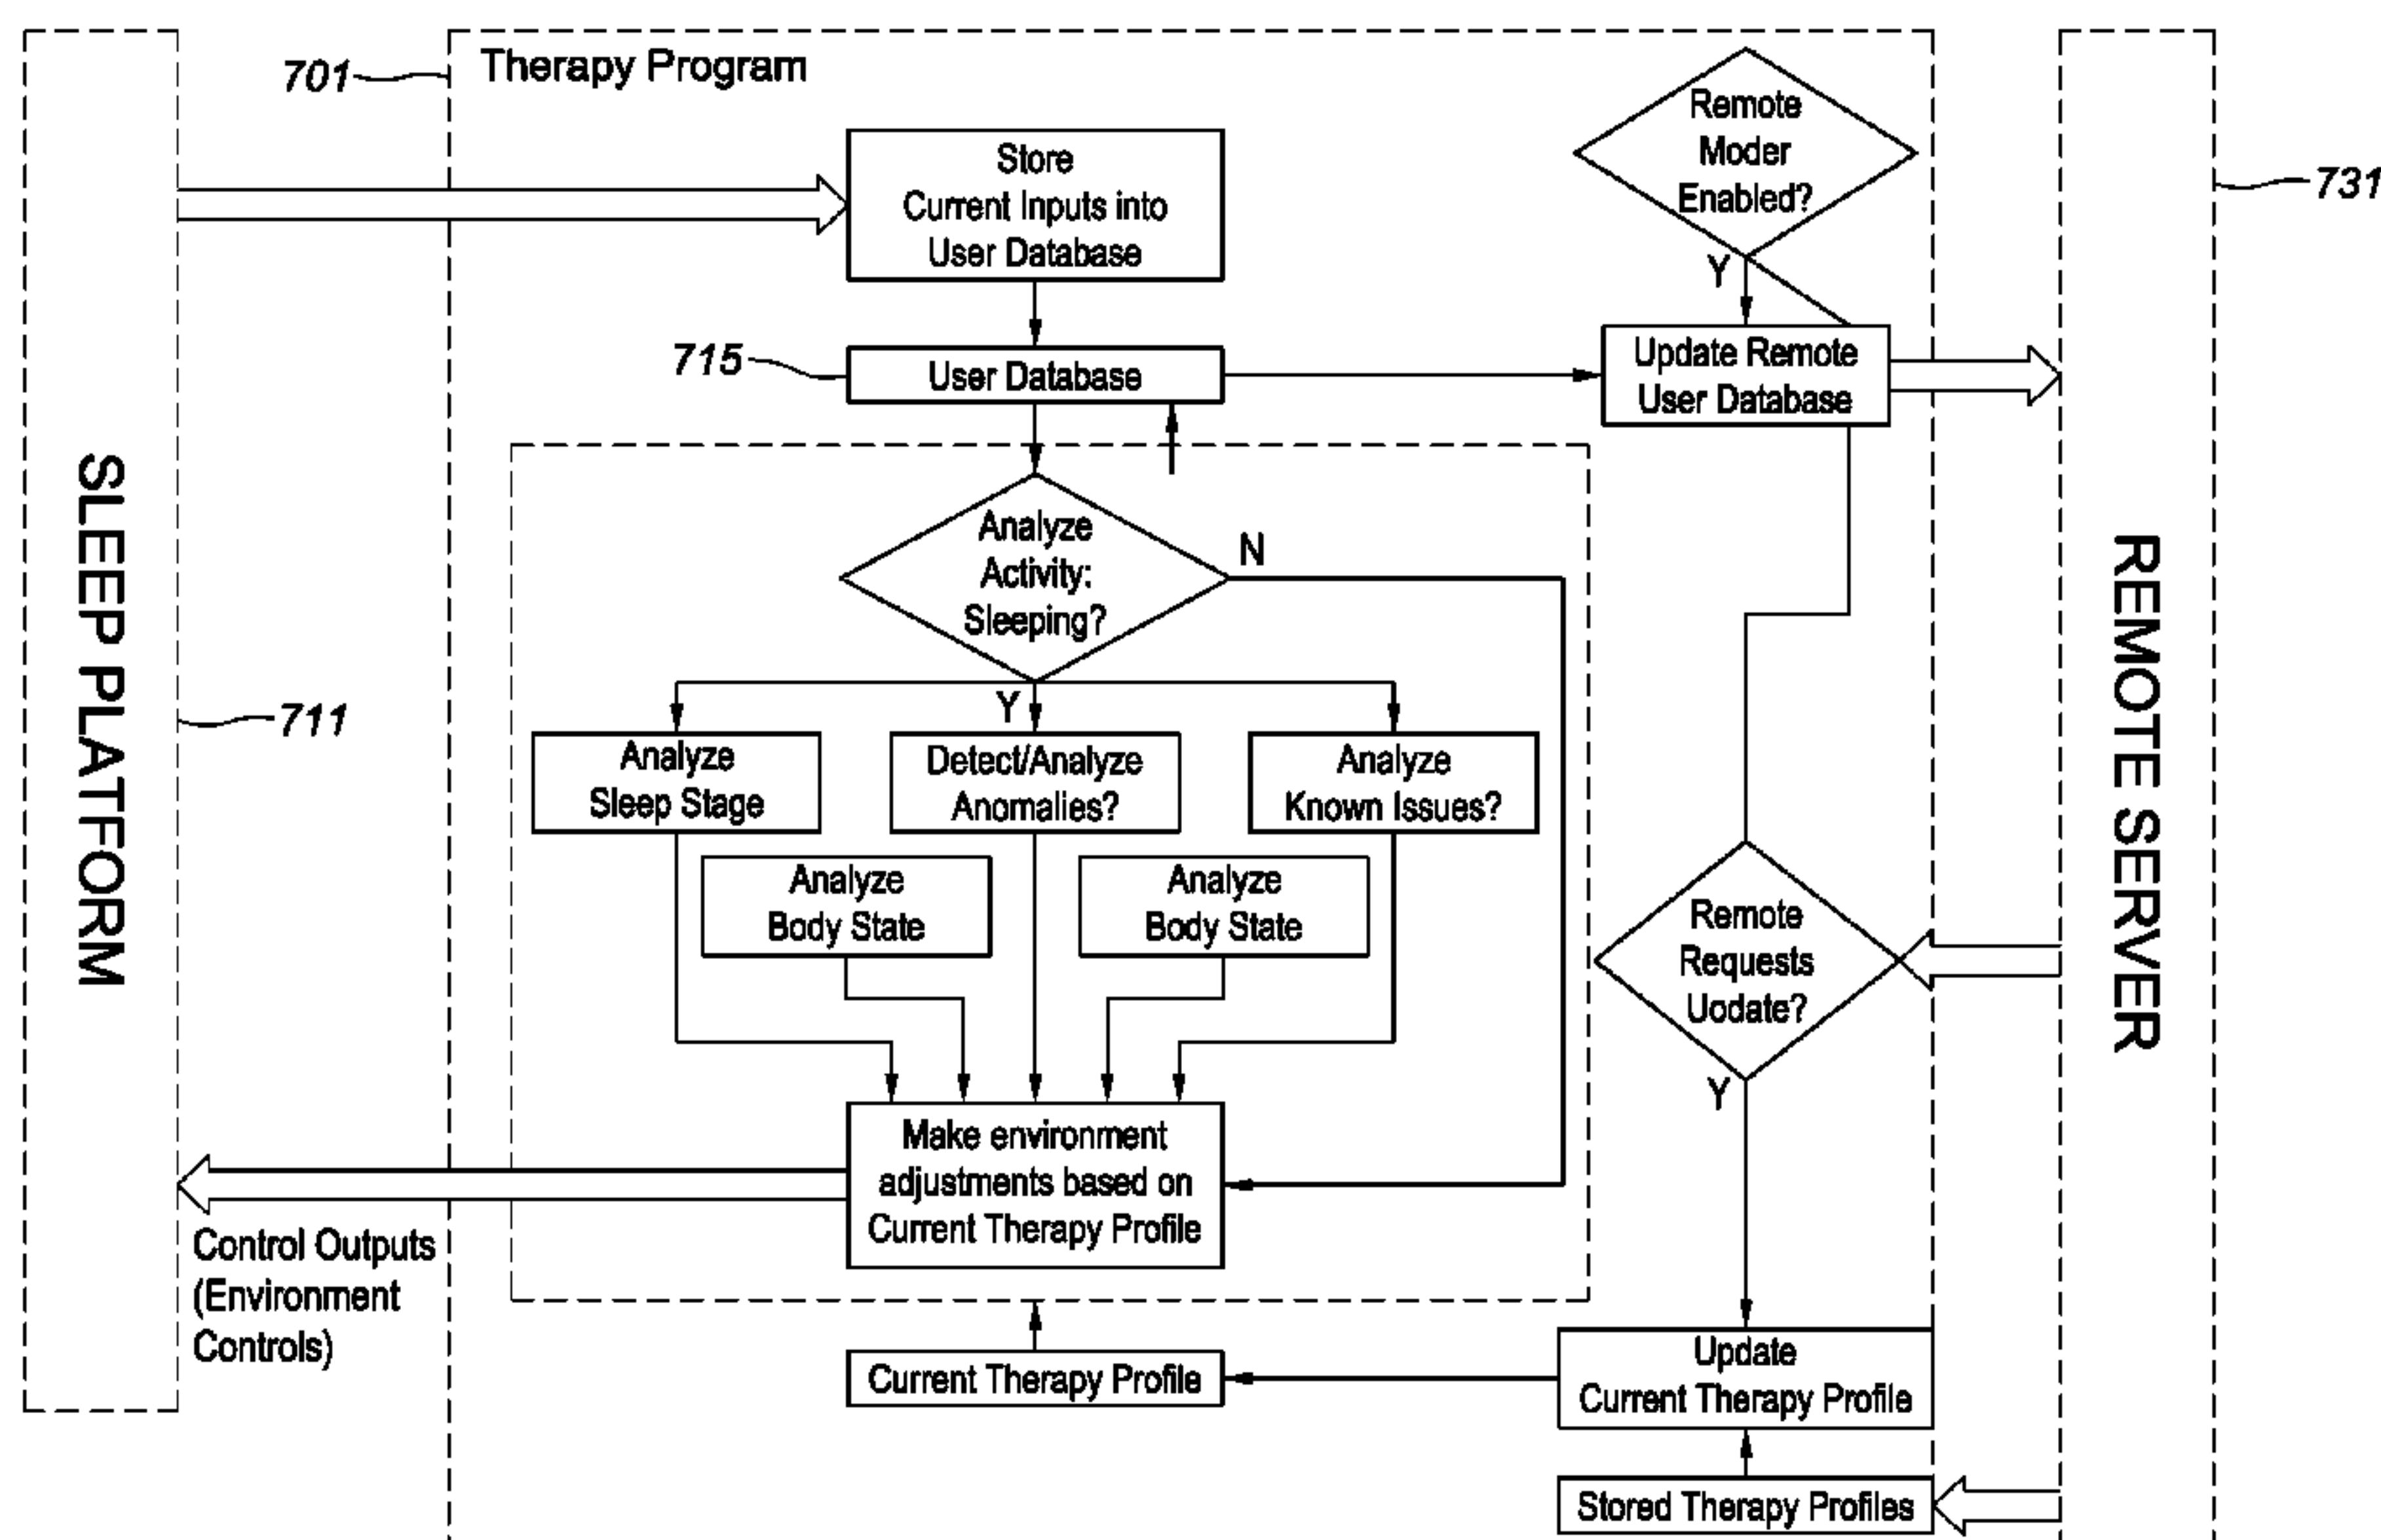 701
Therapy Program
Store
Current Inputs into
User Database
Remote
Moder
Enabled?
731
Y
715
User Database
Update Remote
User Database
SLEEP PLATFORM
711
Analyze
Activity:
Sleeping?
N
Y
Analyze
Sleep Stage
Detect/Analyze
Anomalies?
Analyze
Known Issues?
Analyze
Body State
Analyze
Body State
Remote
Requests
Uodate?
REMOTE SERVER
Y
Make environment
adjustments based on
Current Therapy Profile
Control Outputs
(Environment
Controls)
Current Therapy Profile
Update
Current Therapy Profile
Stored Therapy Profiles